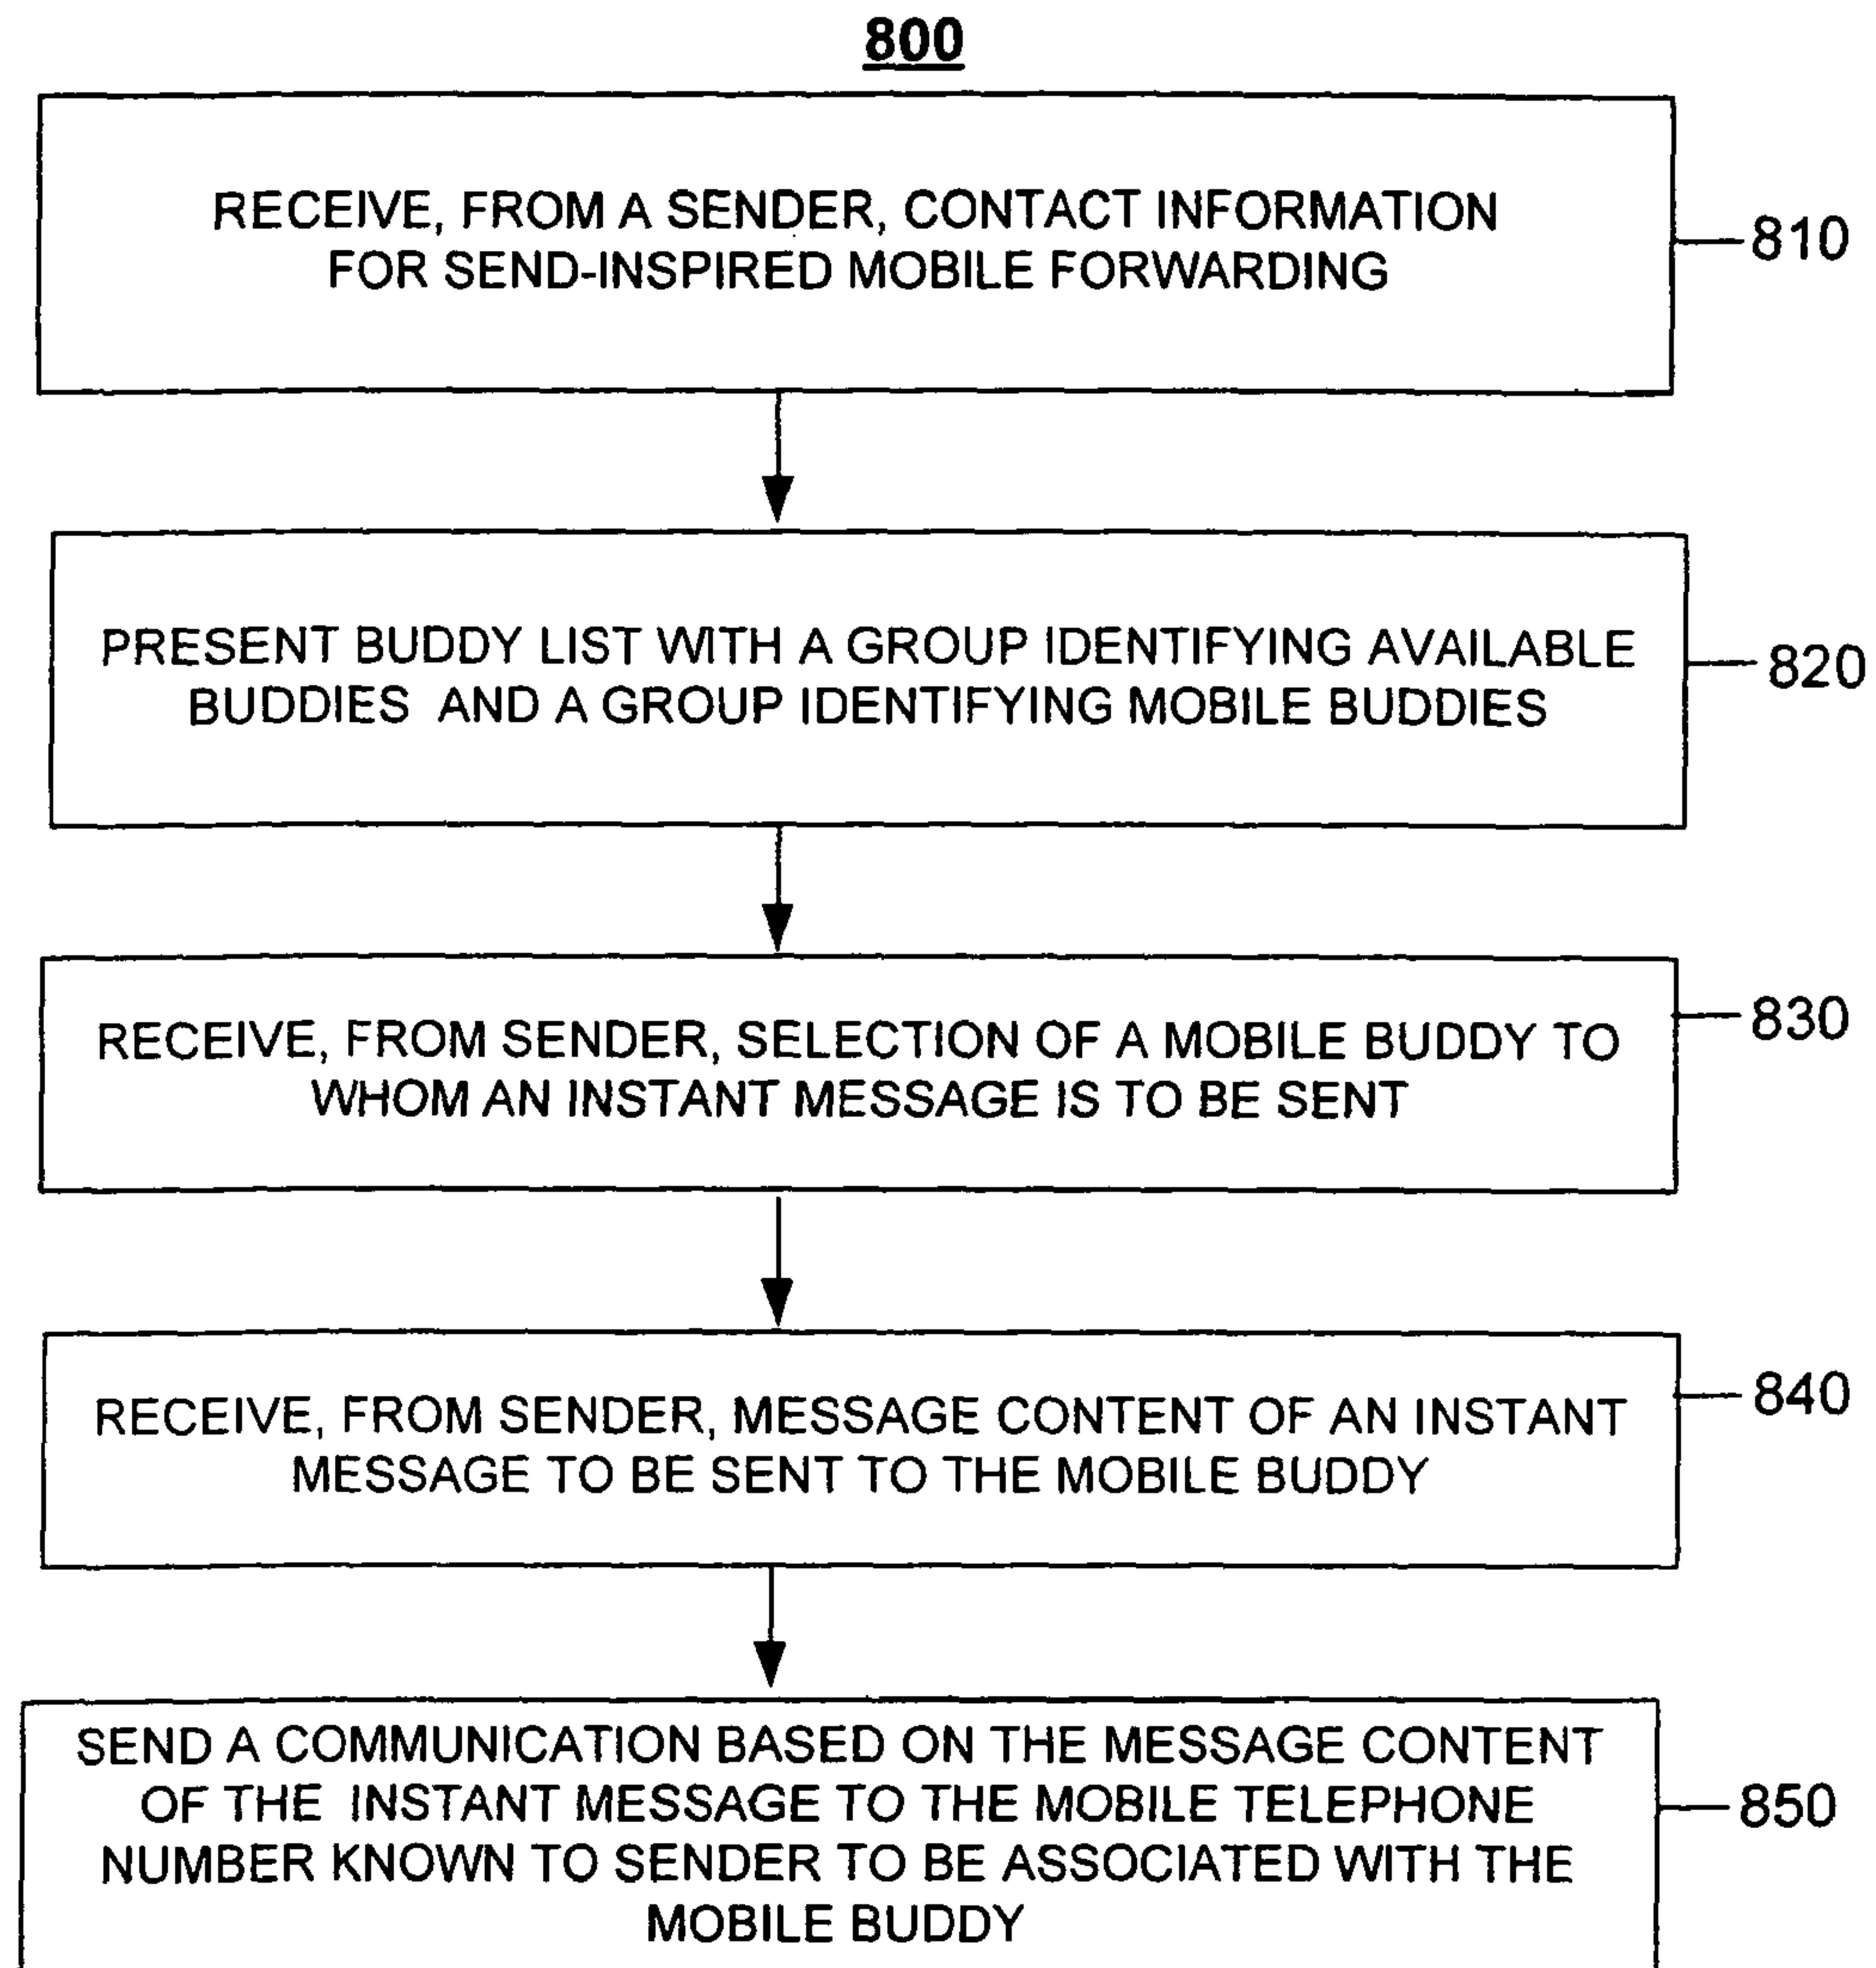 800
RECEIVE, FROM A SENDER, CONTACT INFORMATION
FOR SEND-INSPIRED MOBILE FORWARDING
810
PRESENT BUDDY LIST WITH A GROUP IDENTIFYING AVAILABLE
BUDDIES AND A GROUP IDENTIFYING MOBILE BUDDIES
820
RECEIVE, FROM SENDER, SELECTION OF A MOBILE BUDDY TO
WHOM AN INSTANT MESSAGE IS TO BE SENT
830
RECEIVE, FROM SENDER, MESSAGE CONTENT OF AN INSTANT
MESSAGE TO BE SENT TO THE MOBILE BUDDY
840
SEND A COMMUNICATION BASED ON THE MESSAGE CONTENT
OF THE INSTANT MESSAGE TO THE MOBILE TELEPHONE
NUMBER KNOWN TO SENDER TO BE ASSOCIATED WITH THE
MOBILE BUDDY
850